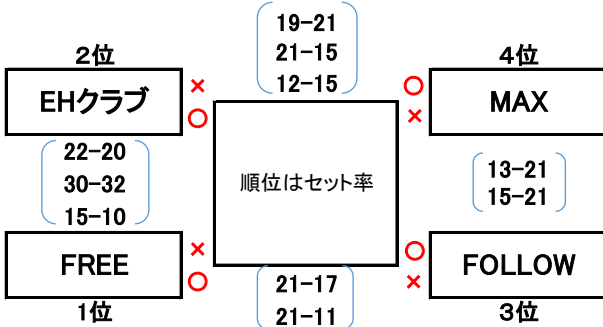 19-21
21-15
12-15
2位
4位
EHクラブ
×
○
○
×
MAX
22-20
30-32
15-10
順位はセット率
13-21
15-21
FREE
×
○
○
×
FOLLOW
1位
21-17
21-11
3位